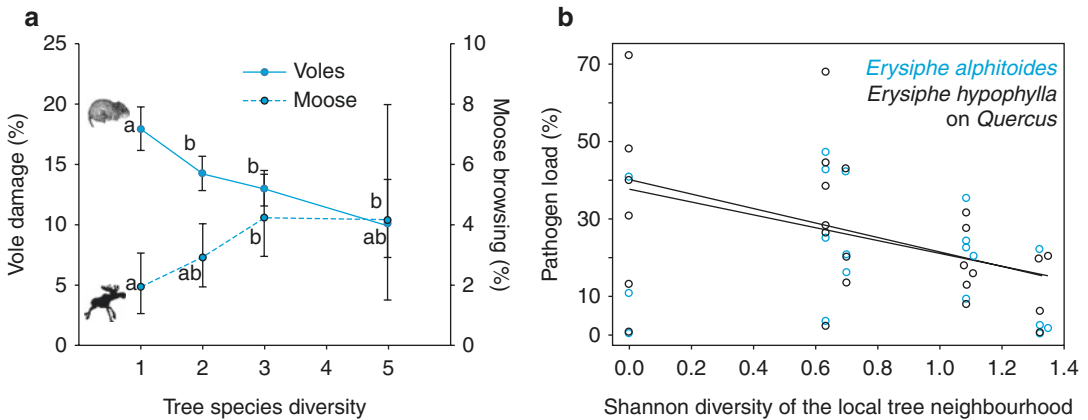 a
25
20
15
10
5
0
Vole damage (%)
10
8
6
4
2
0
Moose browsing (%)
Voles
Moose
a
b
b
b
a
ab
b
ab
1
2
3
5
Tree species diversity
b
70
50
30
10
0
Pathogen load (%)
Erysiphe alphitoides
Erysiphe hypophylla
on Quercus
0.0
0.2
0.4
0.6
0.8
1.0
1.2
1.4
Shannon diversity of the local tree neighbourhood